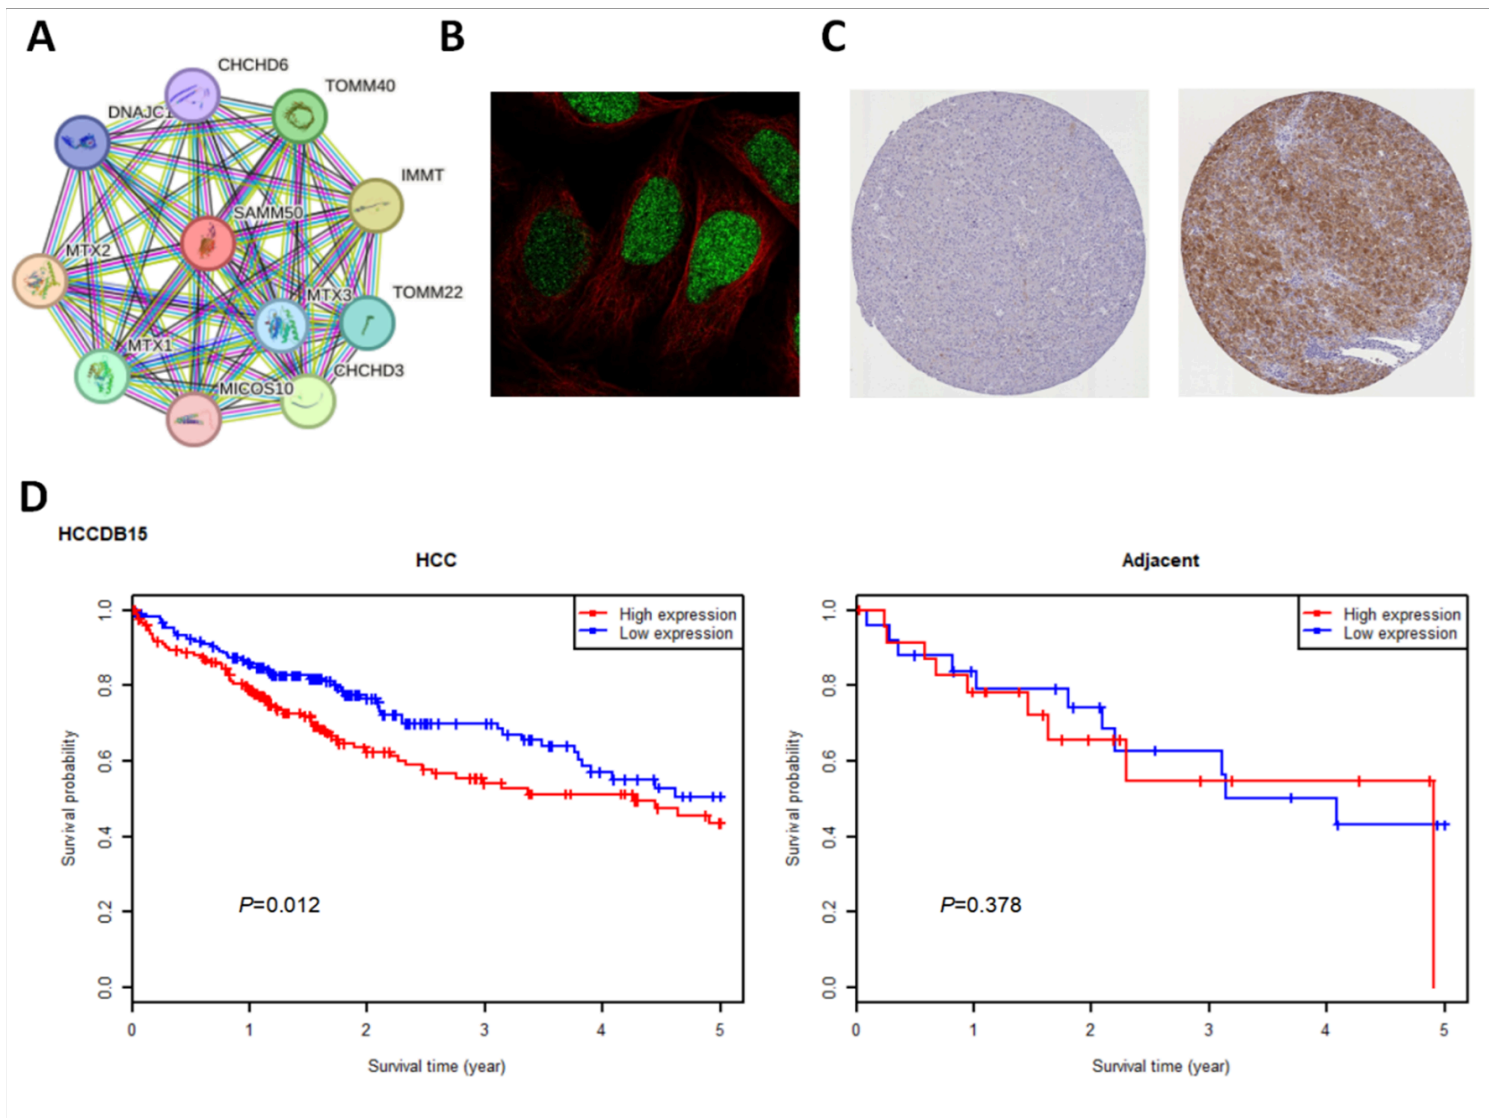 A
B
C
CHCHD6
TOMM40
DNAJC1
IMMT
SAMM50
MTX2
MTX3
TOMM22
MTX1
CHCHD3
MICOS10
D
HCCDB15
HCC
1.0
0.8
0.6
0.4
0.2
0.0
Survival probability
High expression
Low expression
P=0.012
0 1 2 3 4 5
Survival time (year)
Adjacent
1.0
0.8
0.6
0.4
0.2
0.0
Survival probability
High expression
Low expression
P=0.378
0 1 2 3 4 5
Survival time (year)